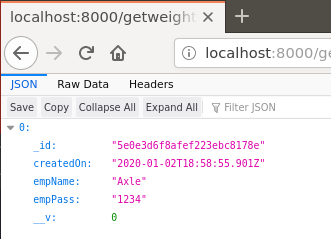 localhost:8000/getweight
localhost:8000/ge
JSON Raw Data Headers
Save Copy Collapse All Expand All Filter JSON
0:
_id: "5e0e3d6f8afef223ebc8178e"
createdOn: "2020-01-02T18:58:55.901Z"
empName: "Axle"
empPass: "1234"
__v: 0